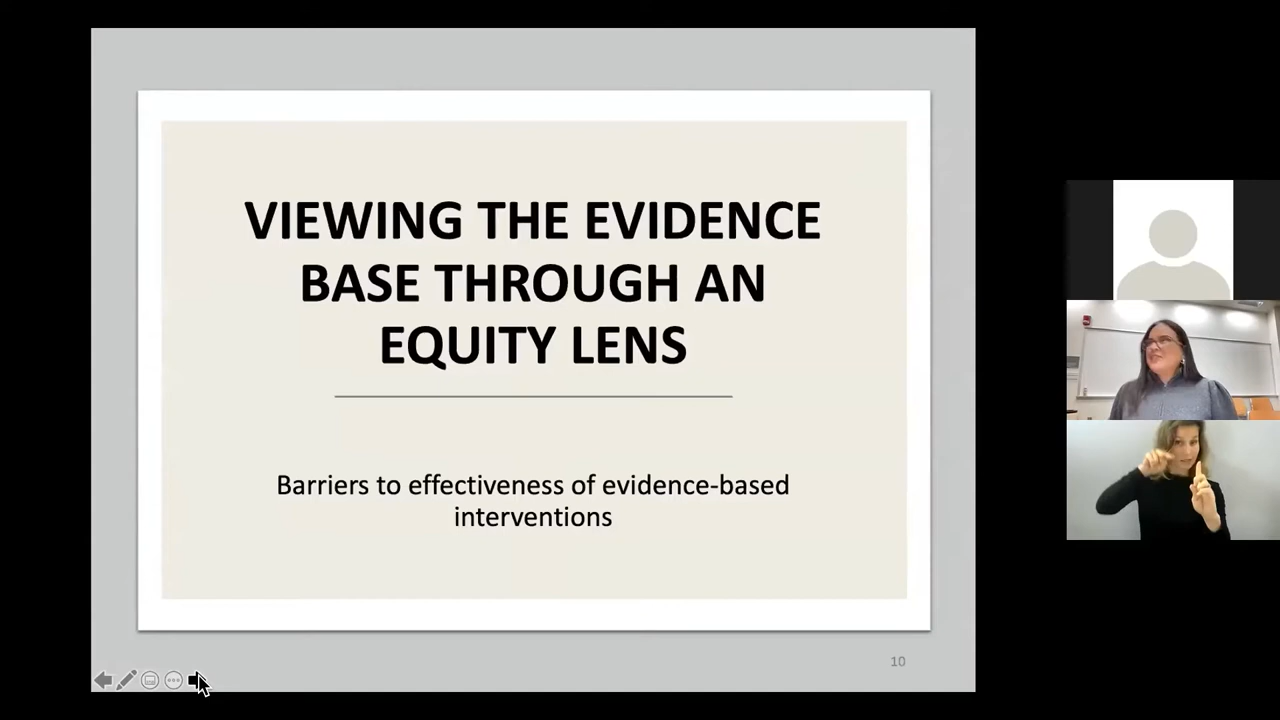 VIEWING THE EVIDENCE
BASE THROUGH AN
EQUITY LENS
Barriers to effectiveness of evidence-based
interventions
10